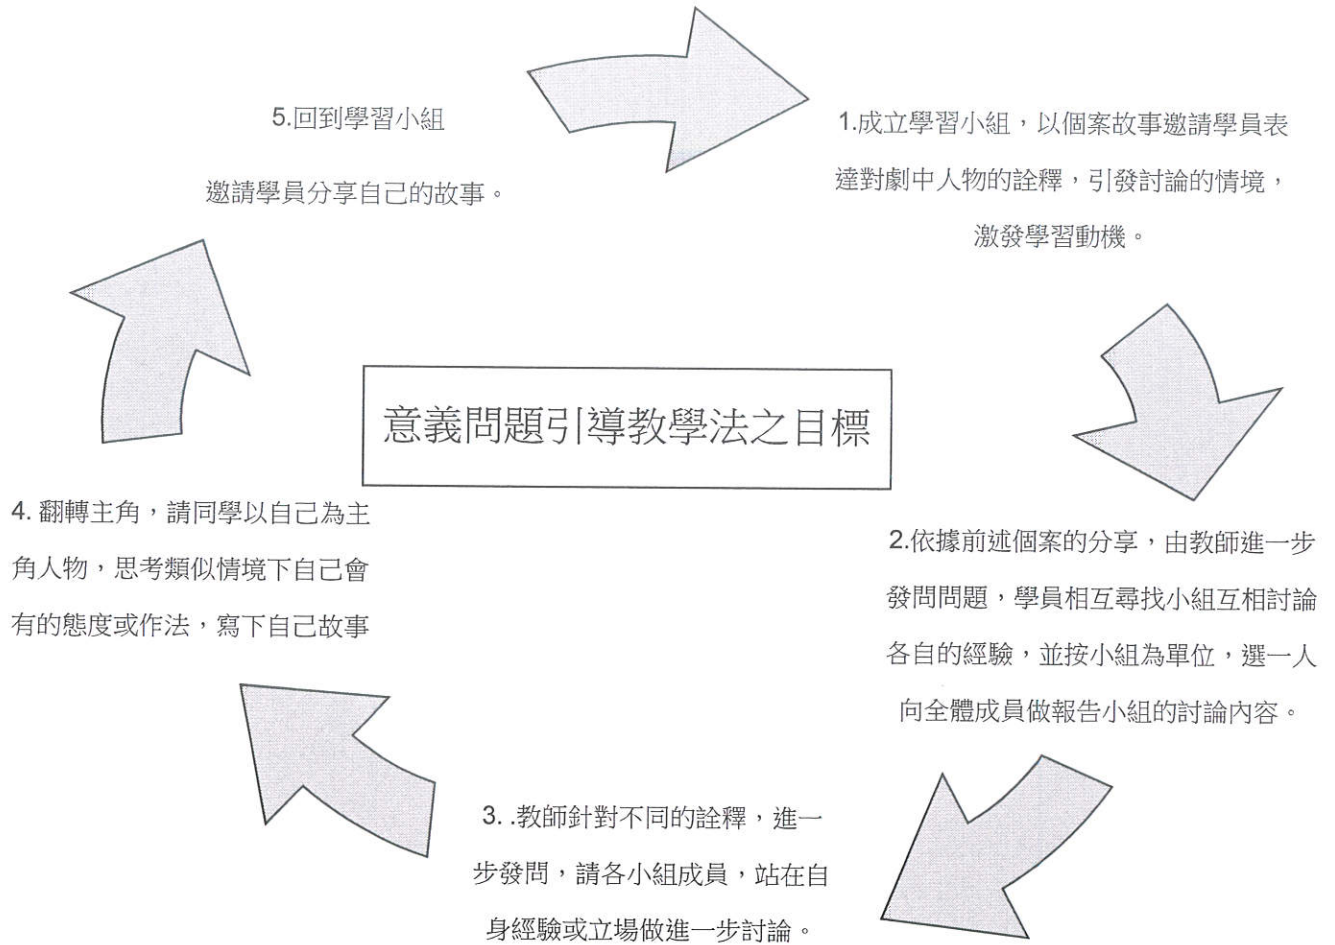 意義問題引導教學法之目標
1.成立學習小組，以個案故事邀請學員表
達對劇中人物的詮釋，引發討論的情境，
激發學習動機。
2.依據前述個案的分享，由教師進一步
發問問題，學員相互尋找小組互相討論
各自的經驗，並按小組為單位，選一人
向全體成員做報告小組的討論內容。
3. .教師針對不同的詮釋，進一
步發問，請各小組成員，站在自
身經驗或立場做進一步討論。
4. 翻轉主角，請同學以自己為主
角人物，思考類似情境下自己會
有的態度或作法，寫下自己故事
5.回到學習小組
邀請學員分享自己的故事。